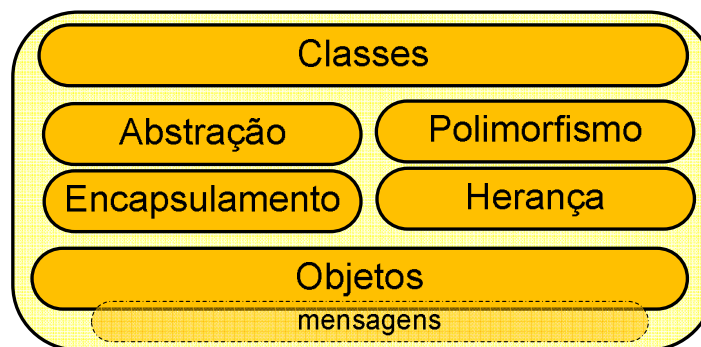 Classes
Abstração Polimorfismo
Encapsulamento Herança
Objetos
mensagens